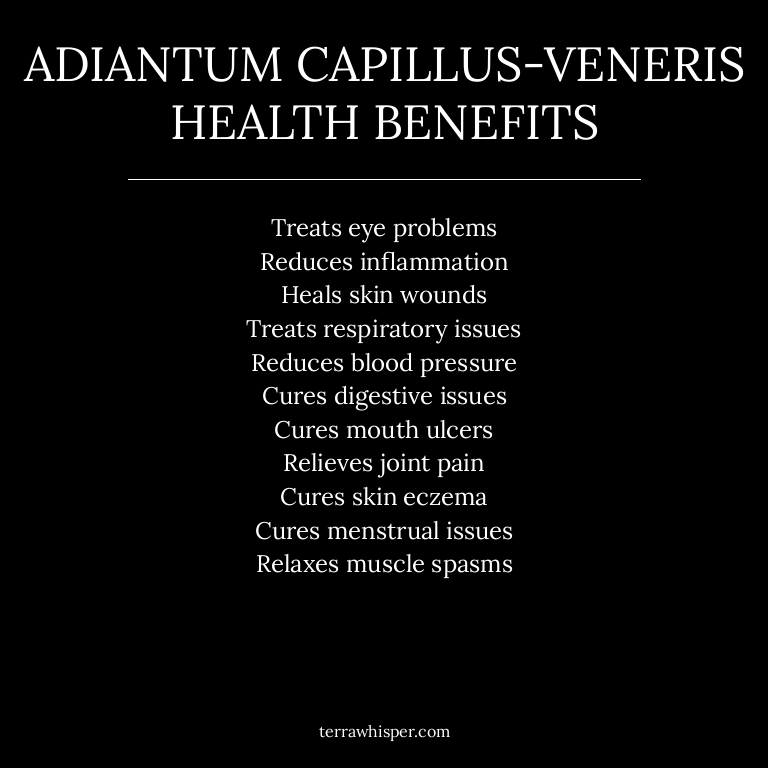 ADIANTUM CAPILLUS-VENERIS
HEALTH BENEFITS
Treats eye problems
Reduces inflammation
Heals skin wounds
Treats respiratory issues
Reduces blood pressure
Cures digestive issues
Cures mouth ulcers
Relieves joint pain
Cures skin eczema
Cures menstrual issues
Relaxes muscle spasms
terrawhisper.com